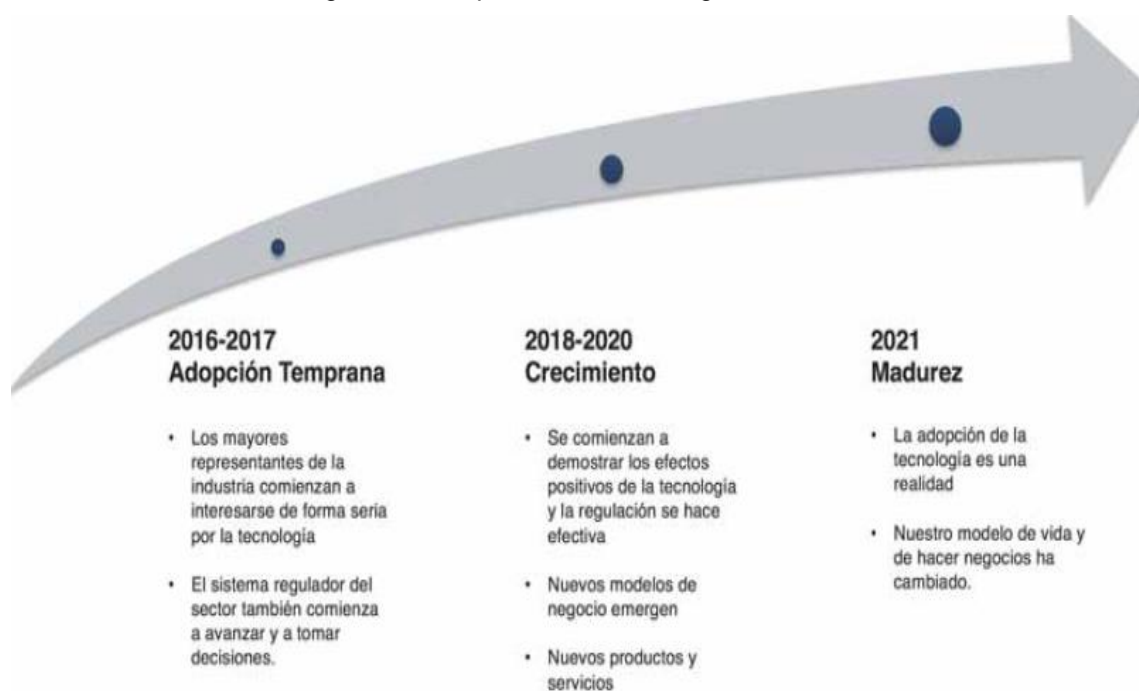 2016-2017
Adopción Temprana
• Los mayores
representantes de la
industria comienzan a
interesarse de forma seria
por la tecnología
• El sistema regulador del
sector también comienza
a avanzar y a tomar
decisiones.
2018-2020
Crecimiento
• Se comienzan a
demostrar los efectos
positivos de la tecnología
y la regulación se hace
efectiva
• Nuevos modelos de
negocio emergen
• Nuevos productos y
servicios
2021
Madurez
• La adopción de la
tecnología es una
realidad
• Nuestro modelo de vida y
de hacer negocios ha
cambiado.